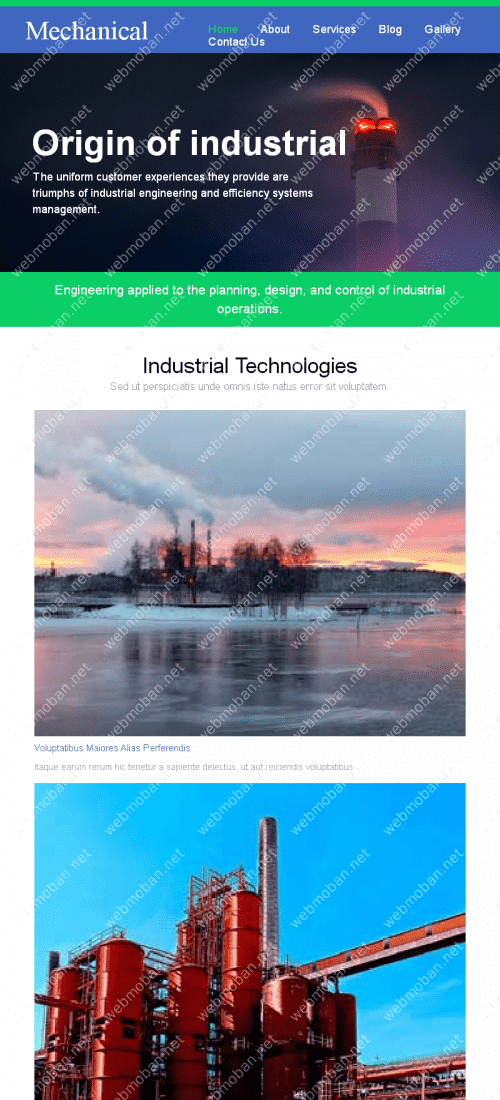 Mechanical
Home About Services Blog Gallery
Contact Us
Origin of industrial
The uniform customer experiences they provide are
triumphs of industrial engineering and efficiency systems
management.
Engineering applied to the planning, design, and control of industrial
operations.
Industrial Technologies
Sed ut perspiciatis unde omnis iste natus error sit voluptatem.
Voluptatibus Maiores Alias Perferendis
Itaque earum rerum hic tenetur a sapiente delectus, ut aut reiciendis voluptatibus
webmoban.net